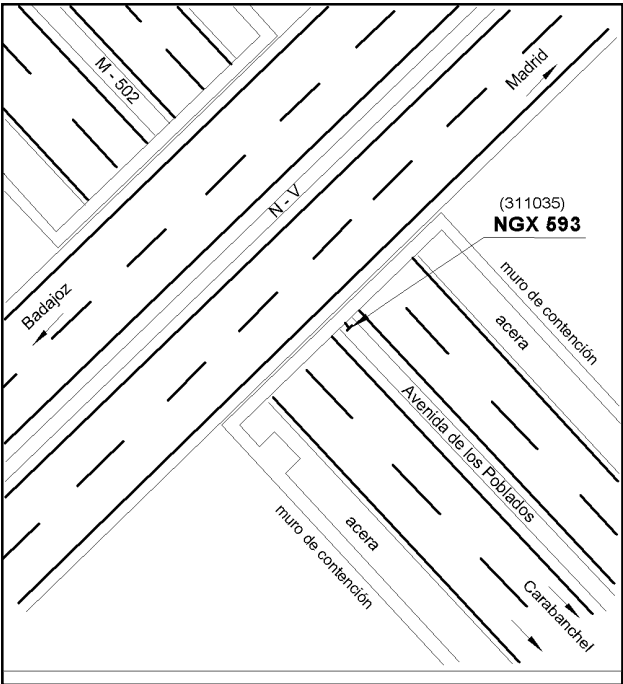 M - 502
Madrid
N - V
(311035)
NGX 593
Badajoz
muro de contención
acera
Avenida de los Poblados
acera
muro de contención
Carabanchel